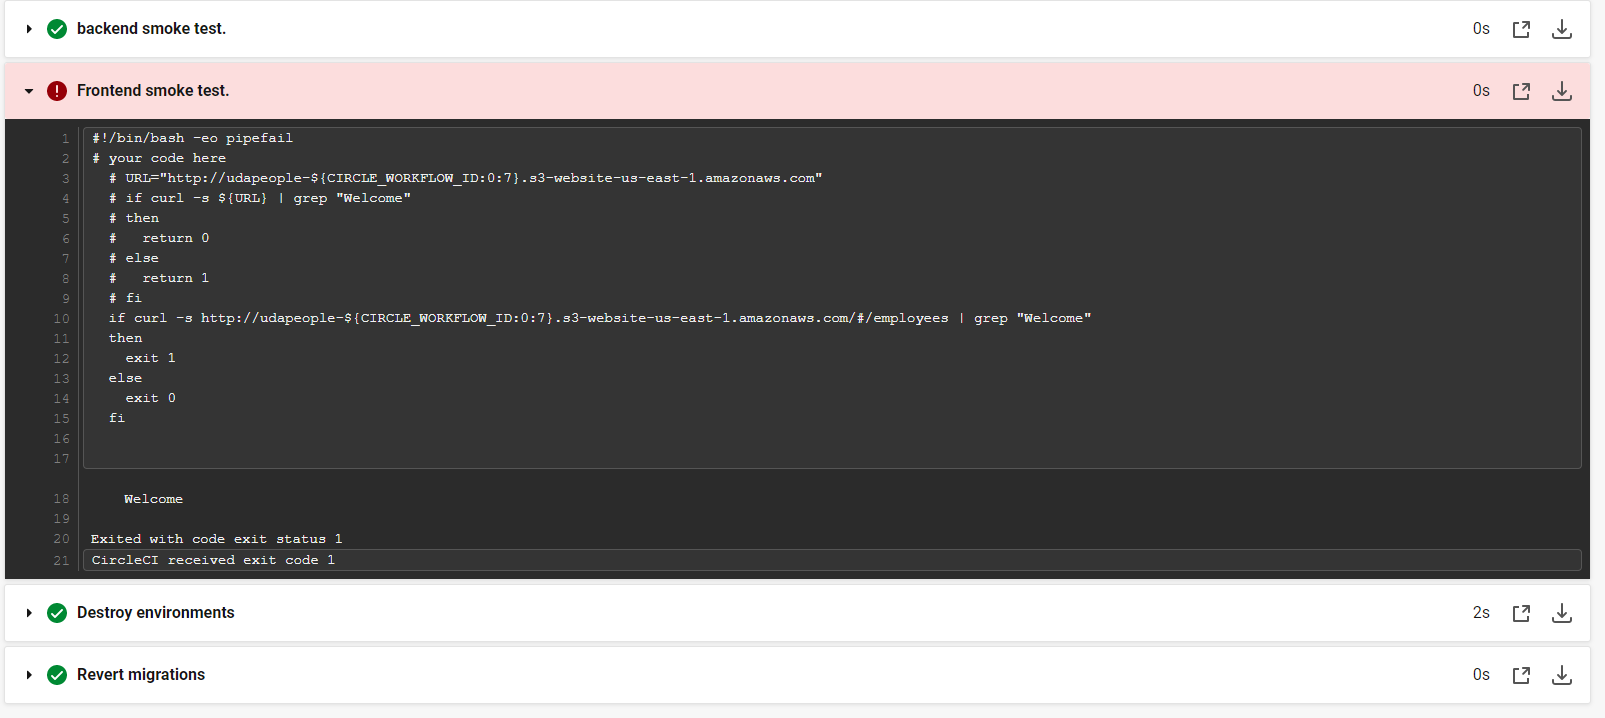 backend smoke test.
0s
Frontend smoke test.
0s
1 #!/bin/bash -eo pipefail
2 # your code here
3 # URL="http://udapeople-${CIRCLE_WORKFLOW_ID:0:7}.s3-website-us-east-1.amazonaws.com"
4 # if curl -s ${URL} | grep "Welcome"
5 # then
6 #   return 0
7 # else
8 #   return 1
9 # fi
10 if curl -s http://udapeople-${CIRCLE_WORKFLOW_ID:0:7}.s3-website-us-east-1.amazonaws.com/#/employees | grep "Welcome"
11 then
12   exit 1
13 else
14   exit 0
15 fi
16
17
18 Welcome
19
20 Exited with code exit status 1
21 CircleCI received exit code 1
Destroy environments
2s
Revert migrations
0s